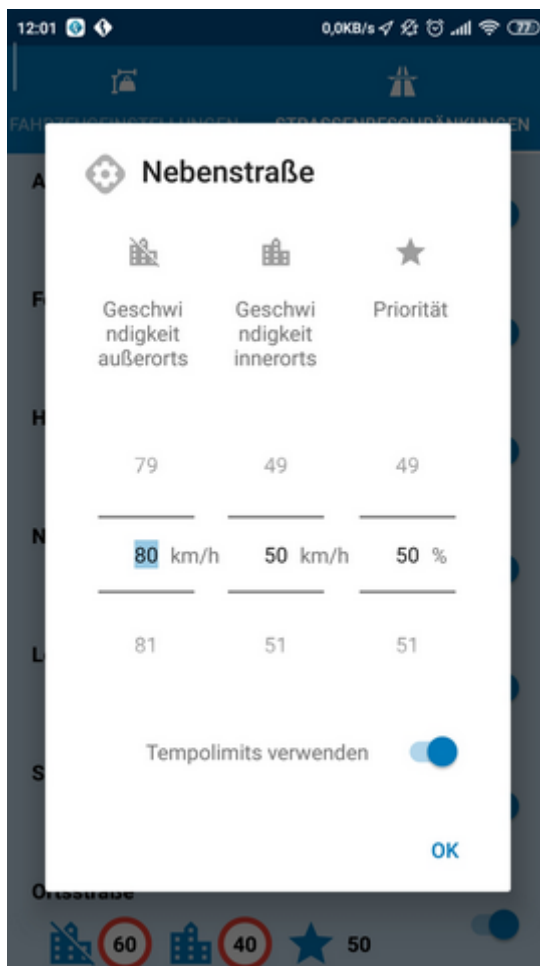 12:01 0,0KB/s 77
FAHRZEUGEINSTELLUNGEN STRASSENBESCHRÄNKUNGEN
Nebenstraße
Geschwi
ndigkeit
außerorts
Geschwi
ndigkeit
innerorts
Priorität
79 49 49
80 km/h 50 km/h 50 %
81 51 51
Tempolimits verwenden
OK
Ortsstraße
60 40 50